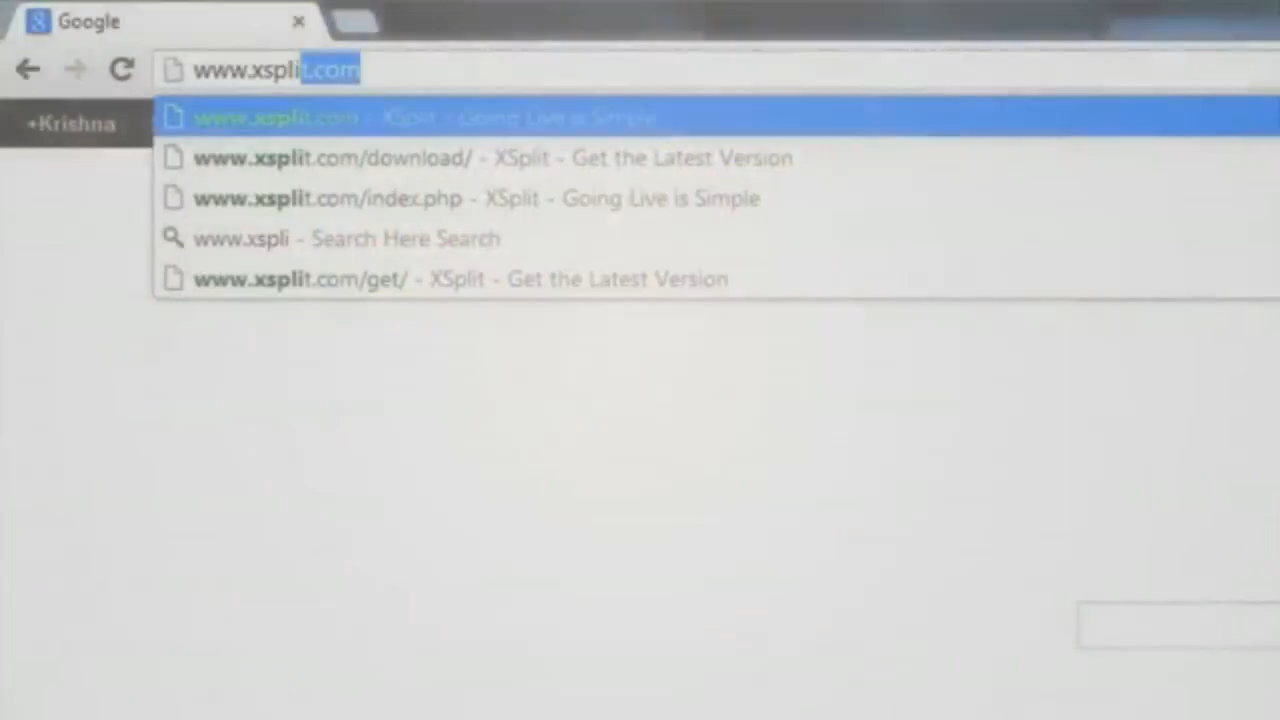 Google
www.xsplit.com
+Krishna
www.xsplit.com - XSplit - Going Live is Simple
www.xsplit.com/download/ - XSplit - Get the Latest Version
www.xsplit.com/index.php - XSplit - Going Live is Simple
www.xspli - Search Here Search
www.xsplit.com/get/ - XSplit - Get the Latest Version